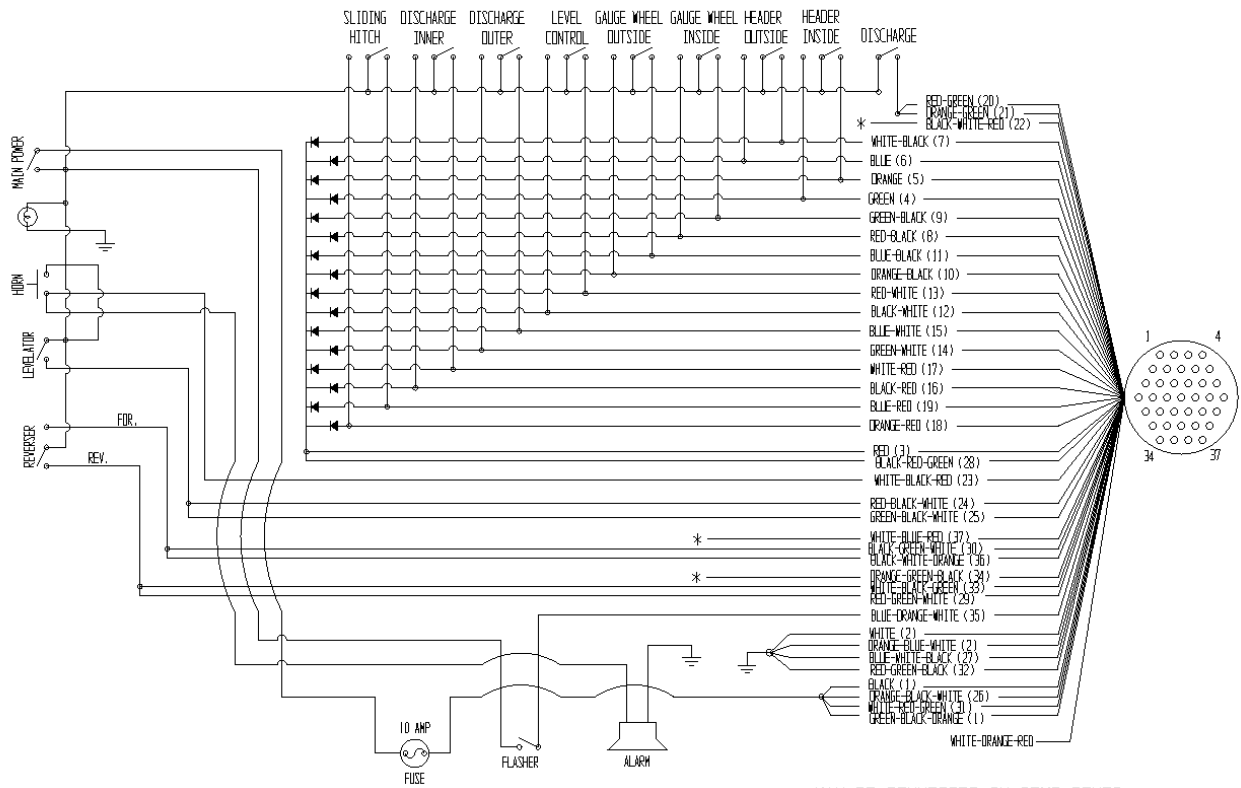 SLIDING HITCH
DISCHARGE INNER
DISCHARGE OUTER
LEVEL CONTROL
GAUGE WHEEL OUTSIDE
GAUGE WHEEL INSIDE
HEADER OUTSIDE
HEADER INSIDE
DISCHARGE
RED-GREEN (20)
ORANGE-GREEN (21)
* BLACK-WHITE-RED (22)
MAIN POWER
WHITE-BLACK (7)
BLUE (6)
ORANGE (5)
GREEN (4)
GREEN-BLACK (9)
RED-BLACK (8)
BLUE-BLACK (11)
ORANGE-BLACK (10)
HORN
RED-WHITE (13)
BLACK-WHITE (12)
BLUE-WHITE (15)
LEVELATOR
GREEN-WHITE (14)
WHITE-RED (17)
BLACK-RED (16)
BLUE-RED (19)
ORANGE-RED (18)
1
4
34
37
REVERSER
FOR.
REV.
RED (3)
BLACK-RED-GREEN (28)
WHITE-BLACK-RED (23)
RED-BLACK-WHITE (24)
GREEN-BLACK-WHITE (25)
* WHITE-BLUE-RED (37)
BLACK-GREEN-WHITE (30)
BLACK-WHITE-ORANGE (36)
* ORANGE-GREEN-BLACK (34)
WHITE-BLACK-GREEN (33)
RED-GREEN-WHITE (29)
BLUE-ORANGE-WHITE (35)
WHITE (2)
ORANGE-BLUE-WHITE (2)
BLUE-WHITE-BLACK (27)
RED-GREEN-BLACK (32)
BLACK (1)
ORANGE-BLACK-WHITE (26)
WHITE-RED-GREEN (31)
GREEN-BLACK-ORANGE (1)
WHITE-ORANGE-RED
10 AMP
FUSE
FLASHER
ALARM